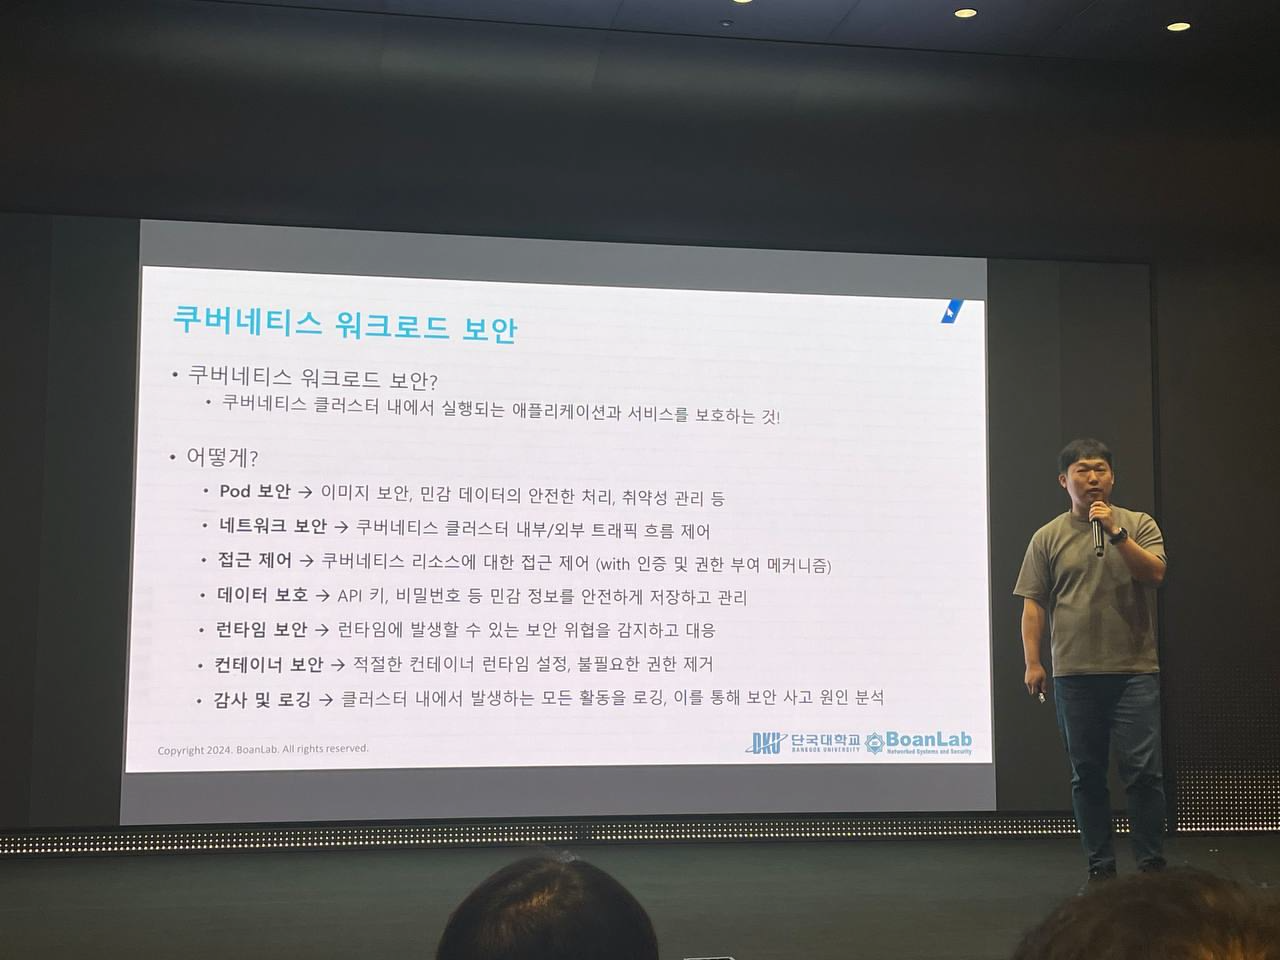 쿠버네티스 워크로드 보안
• 쿠버네티스 워크로드 보안?
• 쿠버네티스 클러스터 내에서 실행되는 애플리케이션과 서비스를 보호하는 것!
• 어떻게?
• Pod 보안 → 이미지 보안, 민감 데이터의 안전한 처리, 취약성 관리 등
• 네트워크 보안 → 쿠버네티스 클러스터 내부/외부 트래픽 흐름 제어
• 접근 제어 → 쿠버네티스 리소스에 대한 접근 제어 (with 인증 및 권한 부여 메커니즘)
• 데이터 보호 → API 키, 비밀번호 등 민감 정보를 안전하게 저장하고 관리
• 런타임 보안 → 런타임에 발생할 수 있는 보안 위협을 감지하고 대응
• 컨테이너 보안 → 적절한 컨테이너 런타임 설정, 불필요한 권한 제거
• 감사 및 로깅 → 클러스터 내에서 발생하는 모든 활동을 로깅, 이를 통해 보안 사고 원인 분석
Copyright 2024. BoanLab. All rights reserved.
DKU 단국대학교
DANKOOK UNIVERSITY
BoanLab
Networked Systems and Security